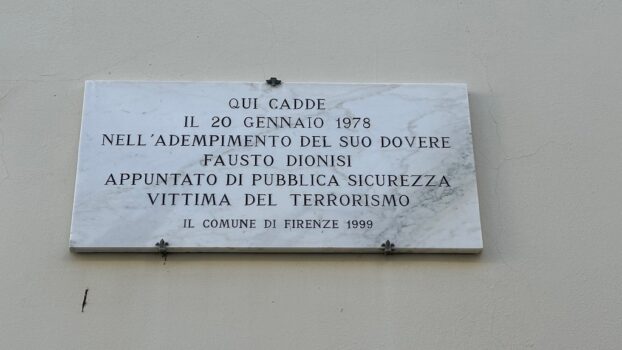 QUI CADDE
IL 20 GENNAIO 1978
NELL'ADEMPIMENTO DEL SUO DOVERE
FAUSTO DIONISI
APPUNTATO DI PUBBLICA SICUREZZA
VITTIMA DEL TERRORISMO
IL COMUNE DI FIRENZE 1999